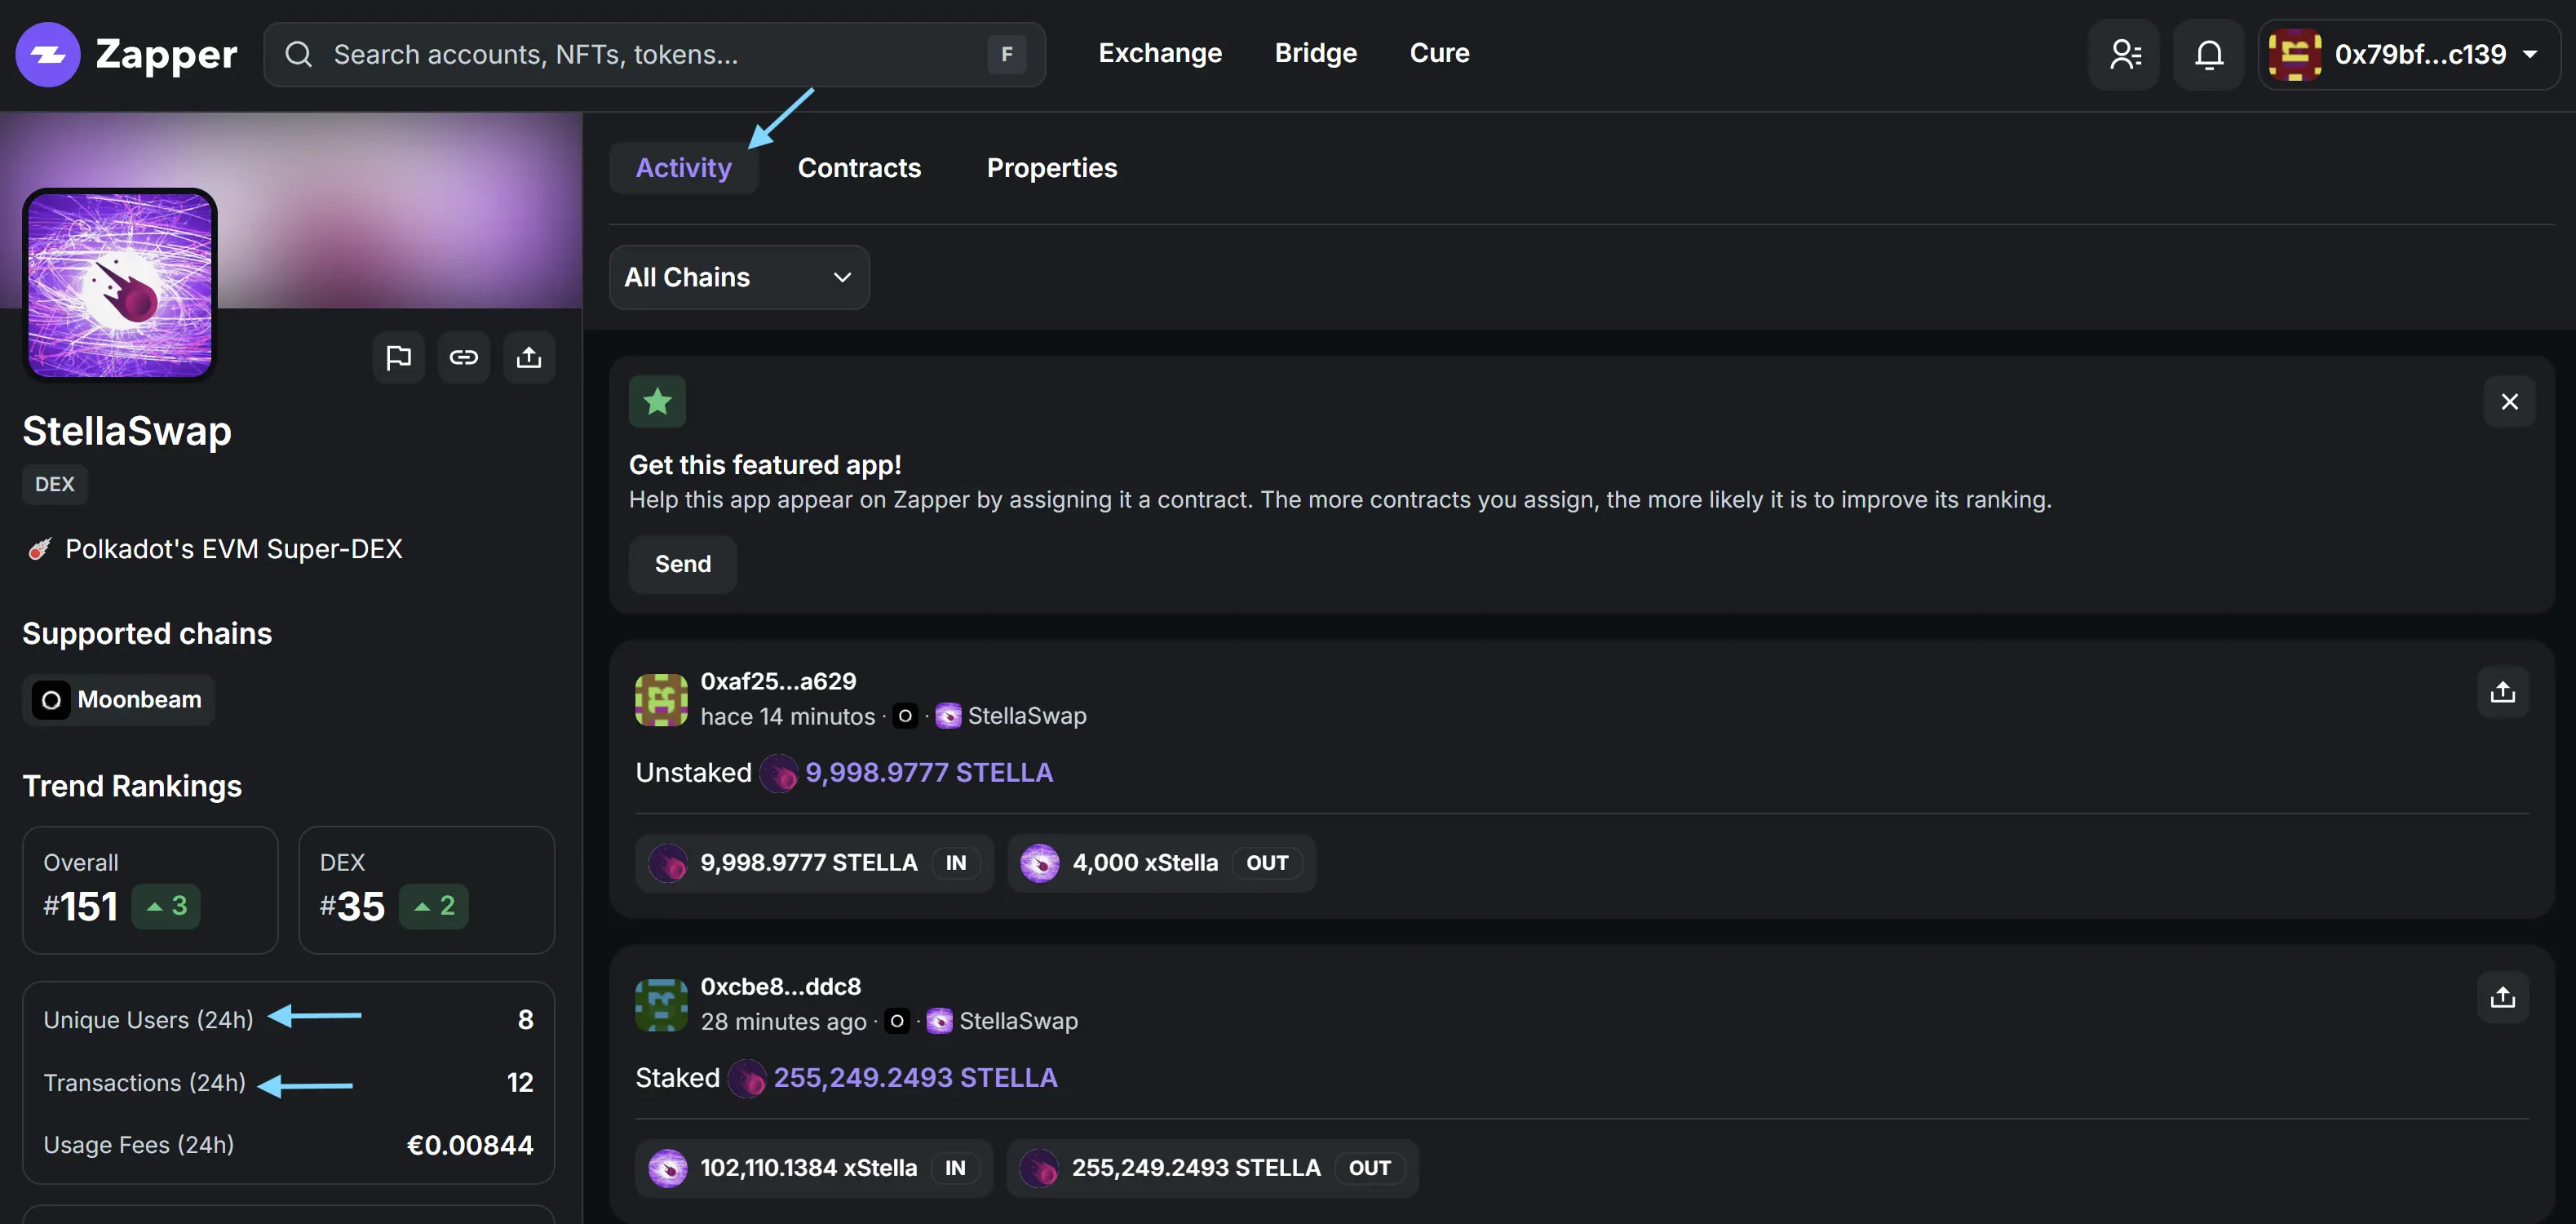 Zapper
Search accounts, NFTs, tokens...
F
Exchange
Bridge
Cure
0x79bf...c139
StellaSwap
DEX
Polkadot's EVM Super-DEX
Supported chains
Moonbeam
Trend Rankings
Overall
#151
3
DEX
#35
2
Unique Users (24h) 8
Transactions (24h) 12
Usage Fees (24h) €0.00844
Activity
Contracts
Properties
All Chains
Get this featured app!
Help this app appear on Zapper by assigning it a contract. The more contracts you assign, the more likely it is to improve its ranking.
Send
0xaf25...a629
hace 14 minutos · · StellaSwap
Unstaked 9,998.9777 STELLA
9,998.9777 STELLA IN
4,000 xStella OUT
0xcbe8...ddc8
28 minutes ago · · StellaSwap
Staked 255,249.2493 STELLA
102,110.1384 xStella IN
255,249.2493 STELLA OUT